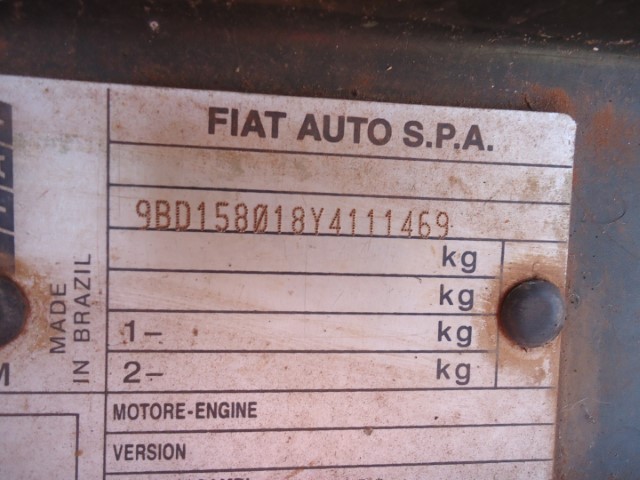 FIAT AUTO S.P.A.
9BD158018Y4111469
kg
kg
1- kg
2- kg
MADE
IN BRAZIL
MOTORE-ENGINE
VERSION